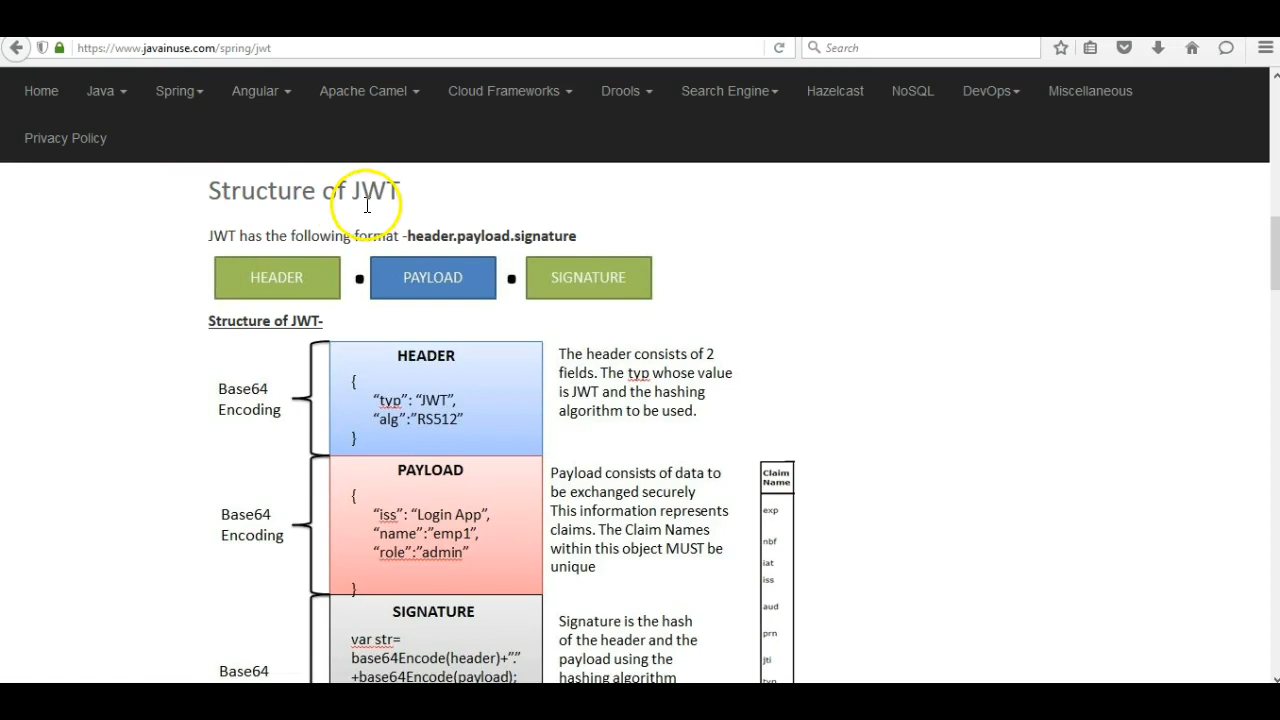 https://www.javainuse.com/spring/jwt
Search
Home Java Spring Angular Apache Camel Cloud Frameworks Drools Search Engine Hazelcast NoSQL DevOps Miscellaneous
Privacy Policy
Structure of JWT
JWT has the following format -header.payload.signature
HEADER . PAYLOAD . SIGNATURE
Structure of JWT-
Base64
Encoding
HEADER
{
“typ”: “JWT”,
“alg”:”RS512”
}
The header consists of 2
fields. The typ whose value
is JWT and the hashing
algorithm to be used.
Base64
Encoding
PAYLOAD
{
“iss”: “Login App”,
“name”:”emp1”,
“role”:”admin”
}
Payload consists of data to
be exchanged securely
This information represents
claims. The Claim Names
within this object MUST be
unique
Claim
Name
exp
nbf
iat
iss
aud
prn
jti
typ
Base64
SIGNATURE
var str=
base64Encode(header)+”.”
+base64Encode(payload);
Signature is the hash
of the header and the
payload using the
hashing algorithm